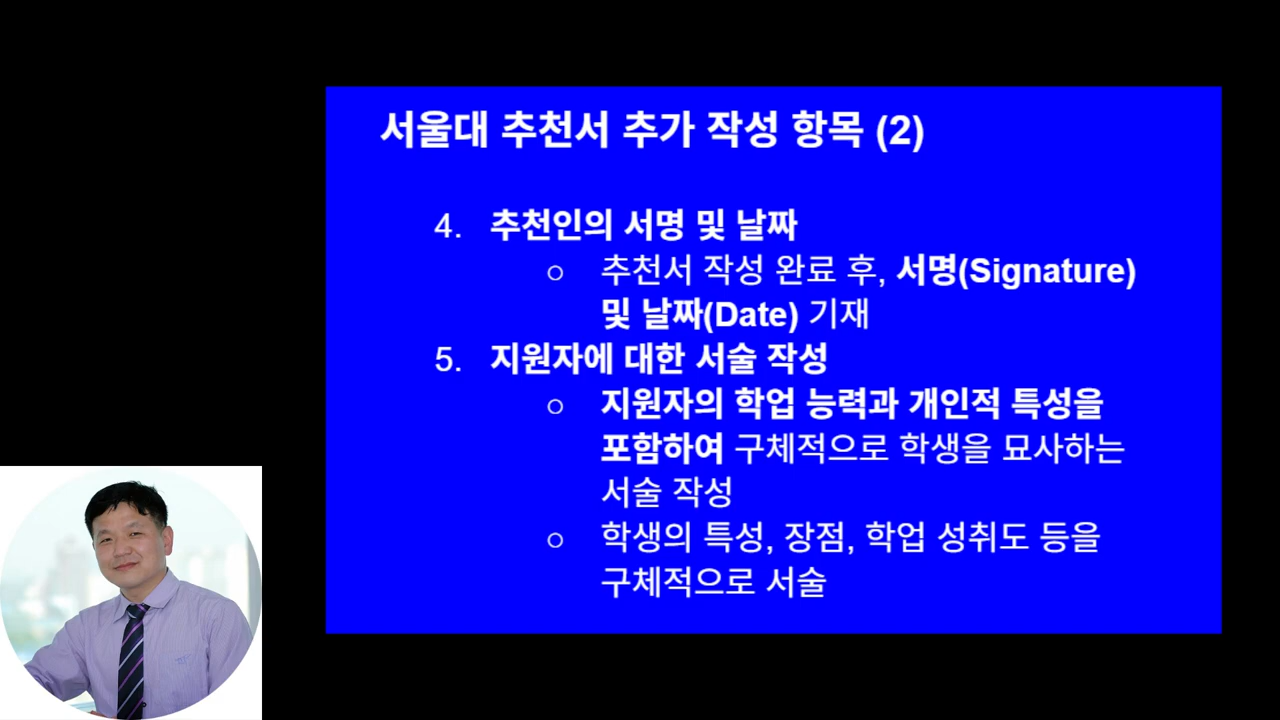 서울대 추천서 추가 작성 항목 (2)
4. 추천인의 서명 및 날짜
○ 추천서 작성 완료 후, 서명(Signature)
및 날짜(Date) 기재
5. 지원자에 대한 서술 작성
○ 지원자의 학업 능력과 개인적 특성을
포함하여 구체적으로 학생을 묘사하는
서술 작성
○ 학생의 특성, 장점, 학업 성취도 등을
구체적으로 서술